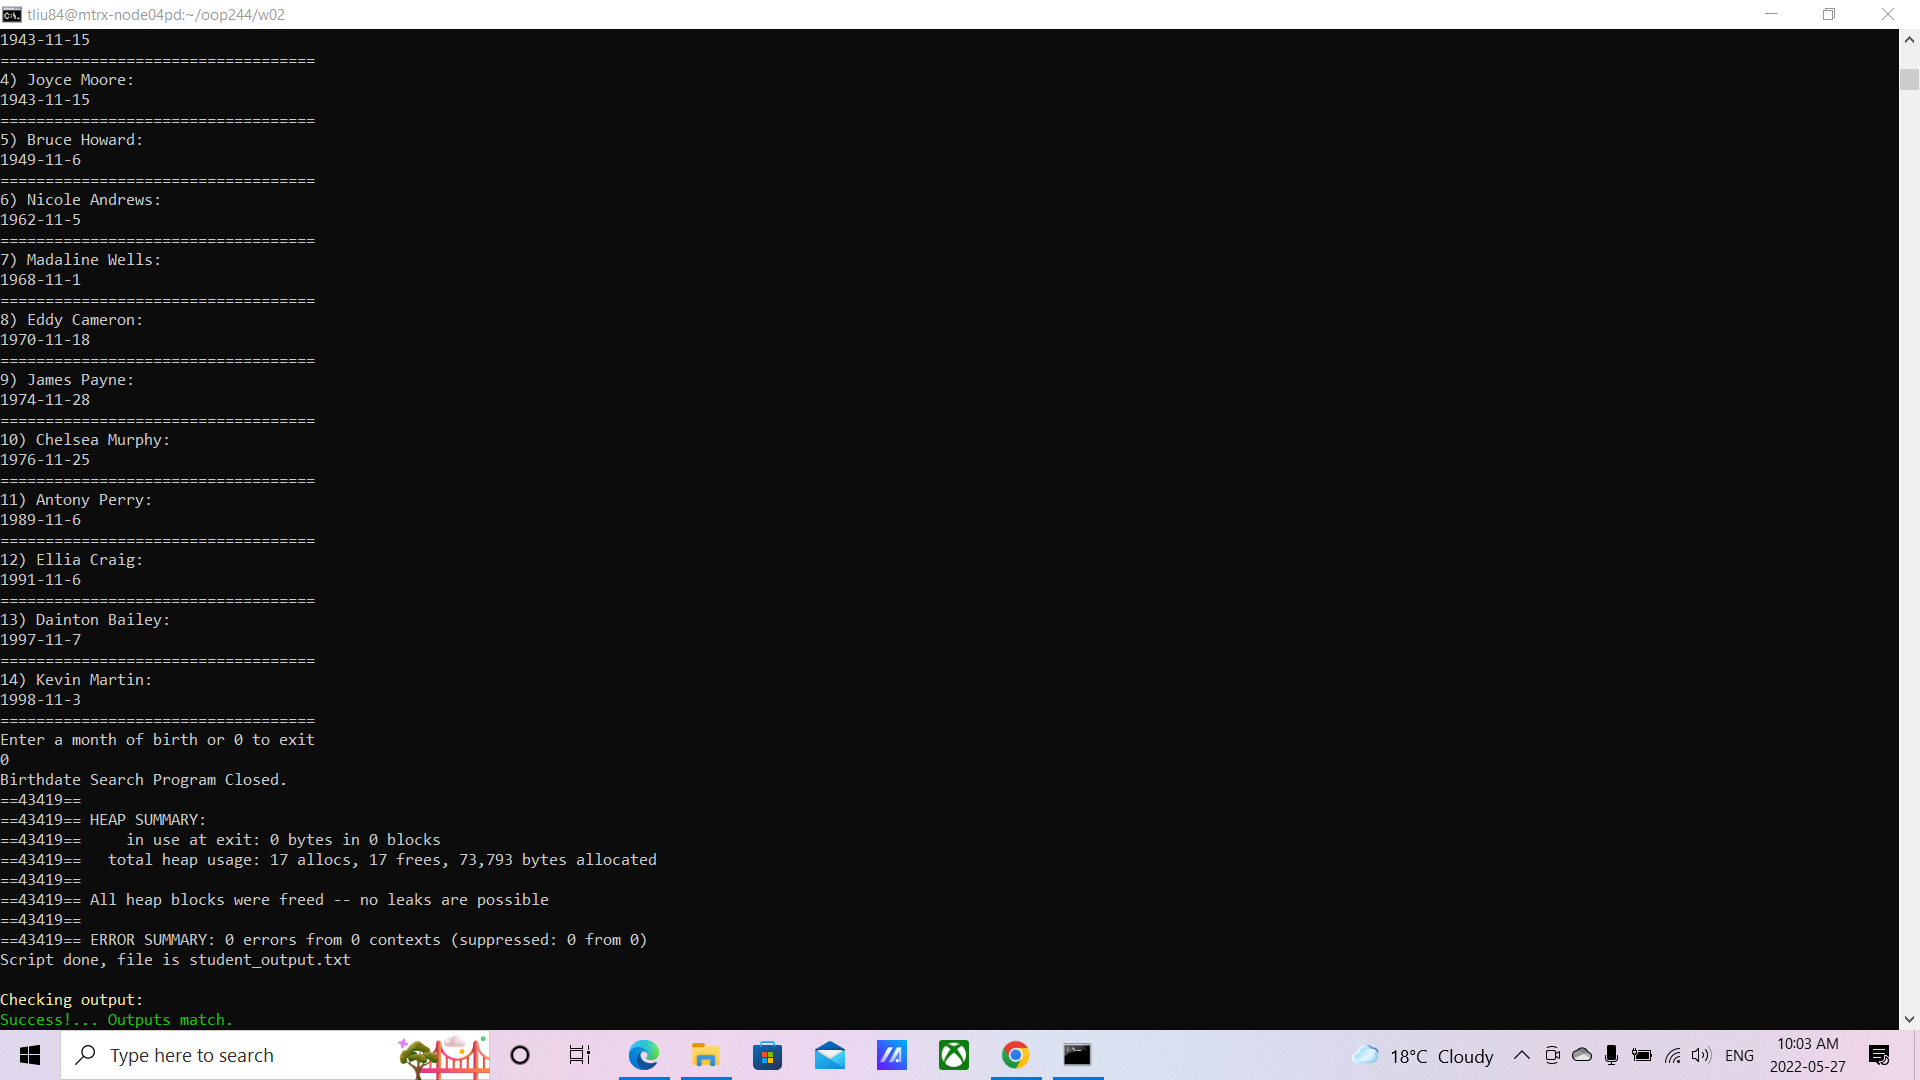 tliu84@mtrx-node04pd:~/oop244/w02
1943-11-15
===================================
4) Joyce Moore:
1943-11-15
===================================
5) Bruce Howard:
1949-11-6
===================================
6) Nicole Andrews:
1962-11-5
===================================
7) Madaline Wells:
1968-11-1
===================================
8) Eddy Cameron:
1970-11-18
===================================
9) James Payne:
1974-11-28
===================================
10) Chelsea Murphy:
1976-11-25
===================================
11) Antony Perry:
1989-11-6
===================================
12) Ellia Craig:
1991-11-6
===================================
13) Dainton Bailey:
1997-11-7
===================================
14) Kevin Martin:
1998-11-3
===================================
Enter a month of birth or 0 to exit
0
Birthdate Search Program Closed.
==43419==
==43419== HEAP SUMMARY:
==43419==     in use at exit: 0 bytes in 0 blocks
==43419==   total heap usage: 17 allocs, 17 frees, 73,793 bytes allocated
==43419==
==43419== All heap blocks were freed -- no leaks are possible
==43419==
==43419== ERROR SUMMARY: 0 errors from 0 contexts (suppressed: 0 from 0)
Script done, file is student_output.txt

Checking output:
Success!... Outputs match.
Type here to search
18°C Cloudy
ENG
10:03 AM
2022-05-27